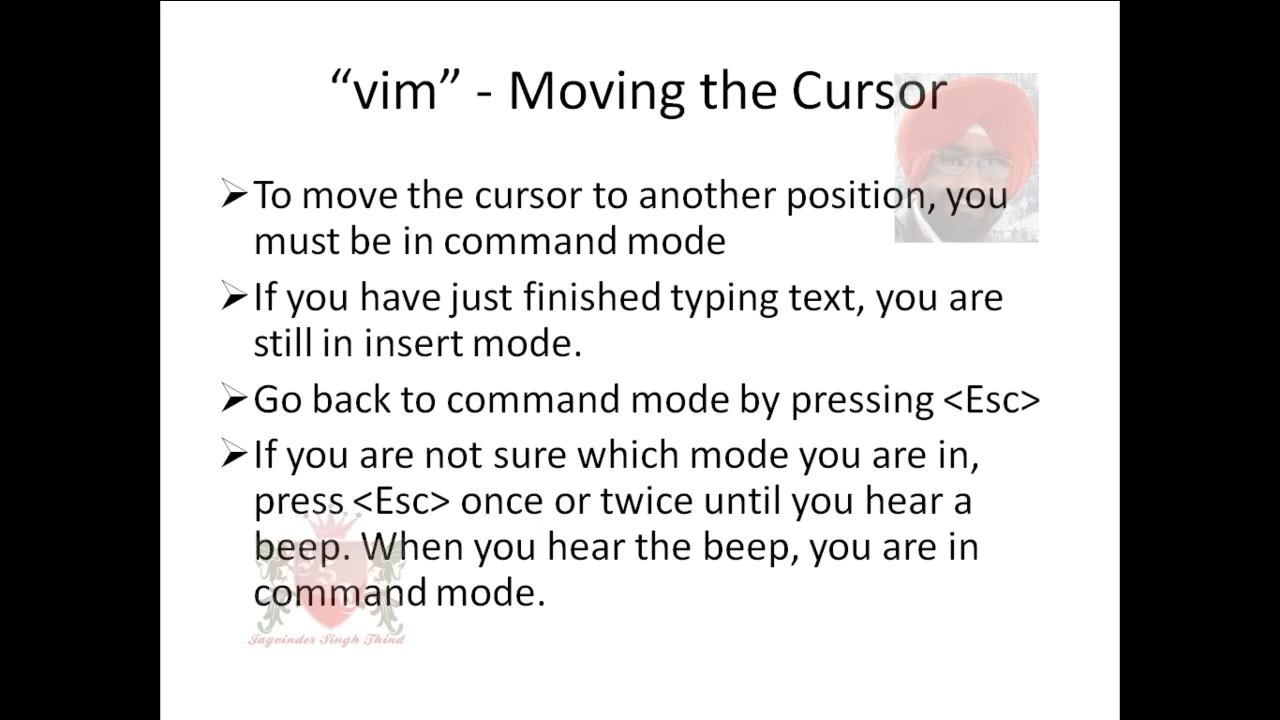 “vim” - Moving the Cursor
➢To move the cursor to another position, you
must be in command mode
➢If you have just finished typing text, you are
still in insert mode.
➢Go back to command mode by pressing <Esc>
➢If you are not sure which mode you are in,
press <Esc> once or twice until you hear a
beep. When you hear the beep, you are in
command mode.
Jagvinder Singh Thind